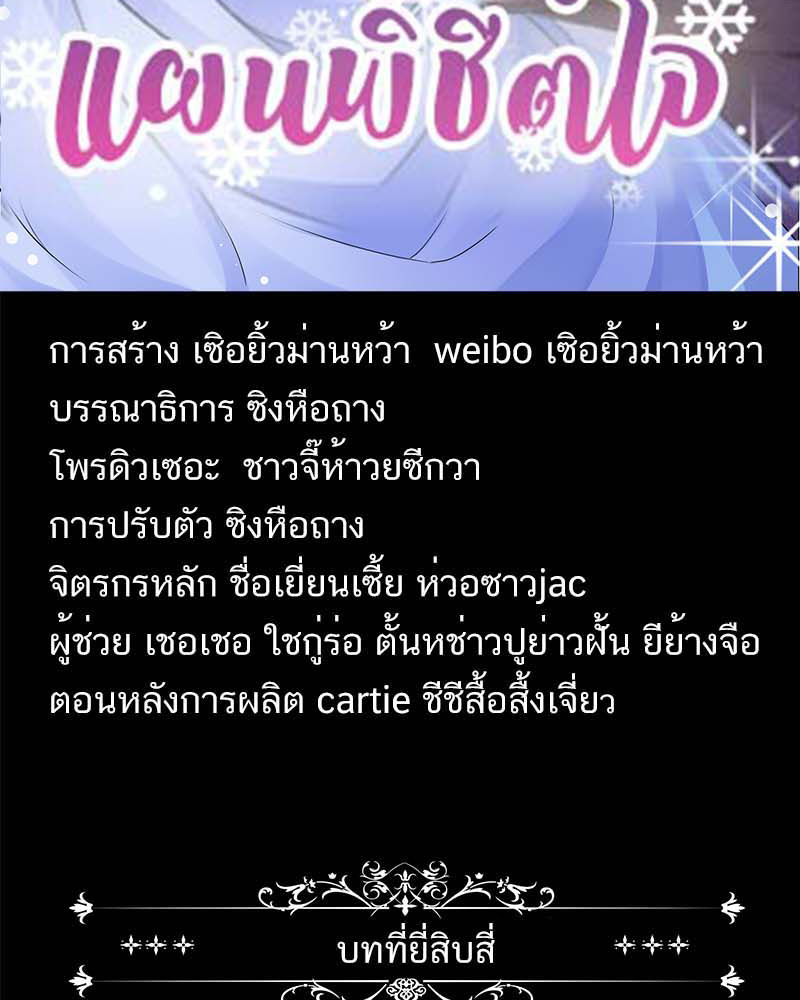 แผนพิชิตใจ
การสร้าง เซิอยิ้วม่านหว้า weibo เซิอยิ้วม่านหว้า
บรรณาธิการ ซิงหือถาง
โพรดิวเซอะ ชาวจี๊ห้าวยซีกวา
การปรับตัว ซิงหือถาง
จิตรกรหลัก ชื่อเยี่ยนเซี้ย ห่วอซาวjac
ผู้ช่วย เชอเชอ ใชกู่ร่อ ตั้นหช่าวปูย่าวฝั้น ยีย้างจือ
ตอนหลังการผลิต cartie ชีชีสื้อสิ้งเจี่ยว
บทที่ยี่สิบสี่